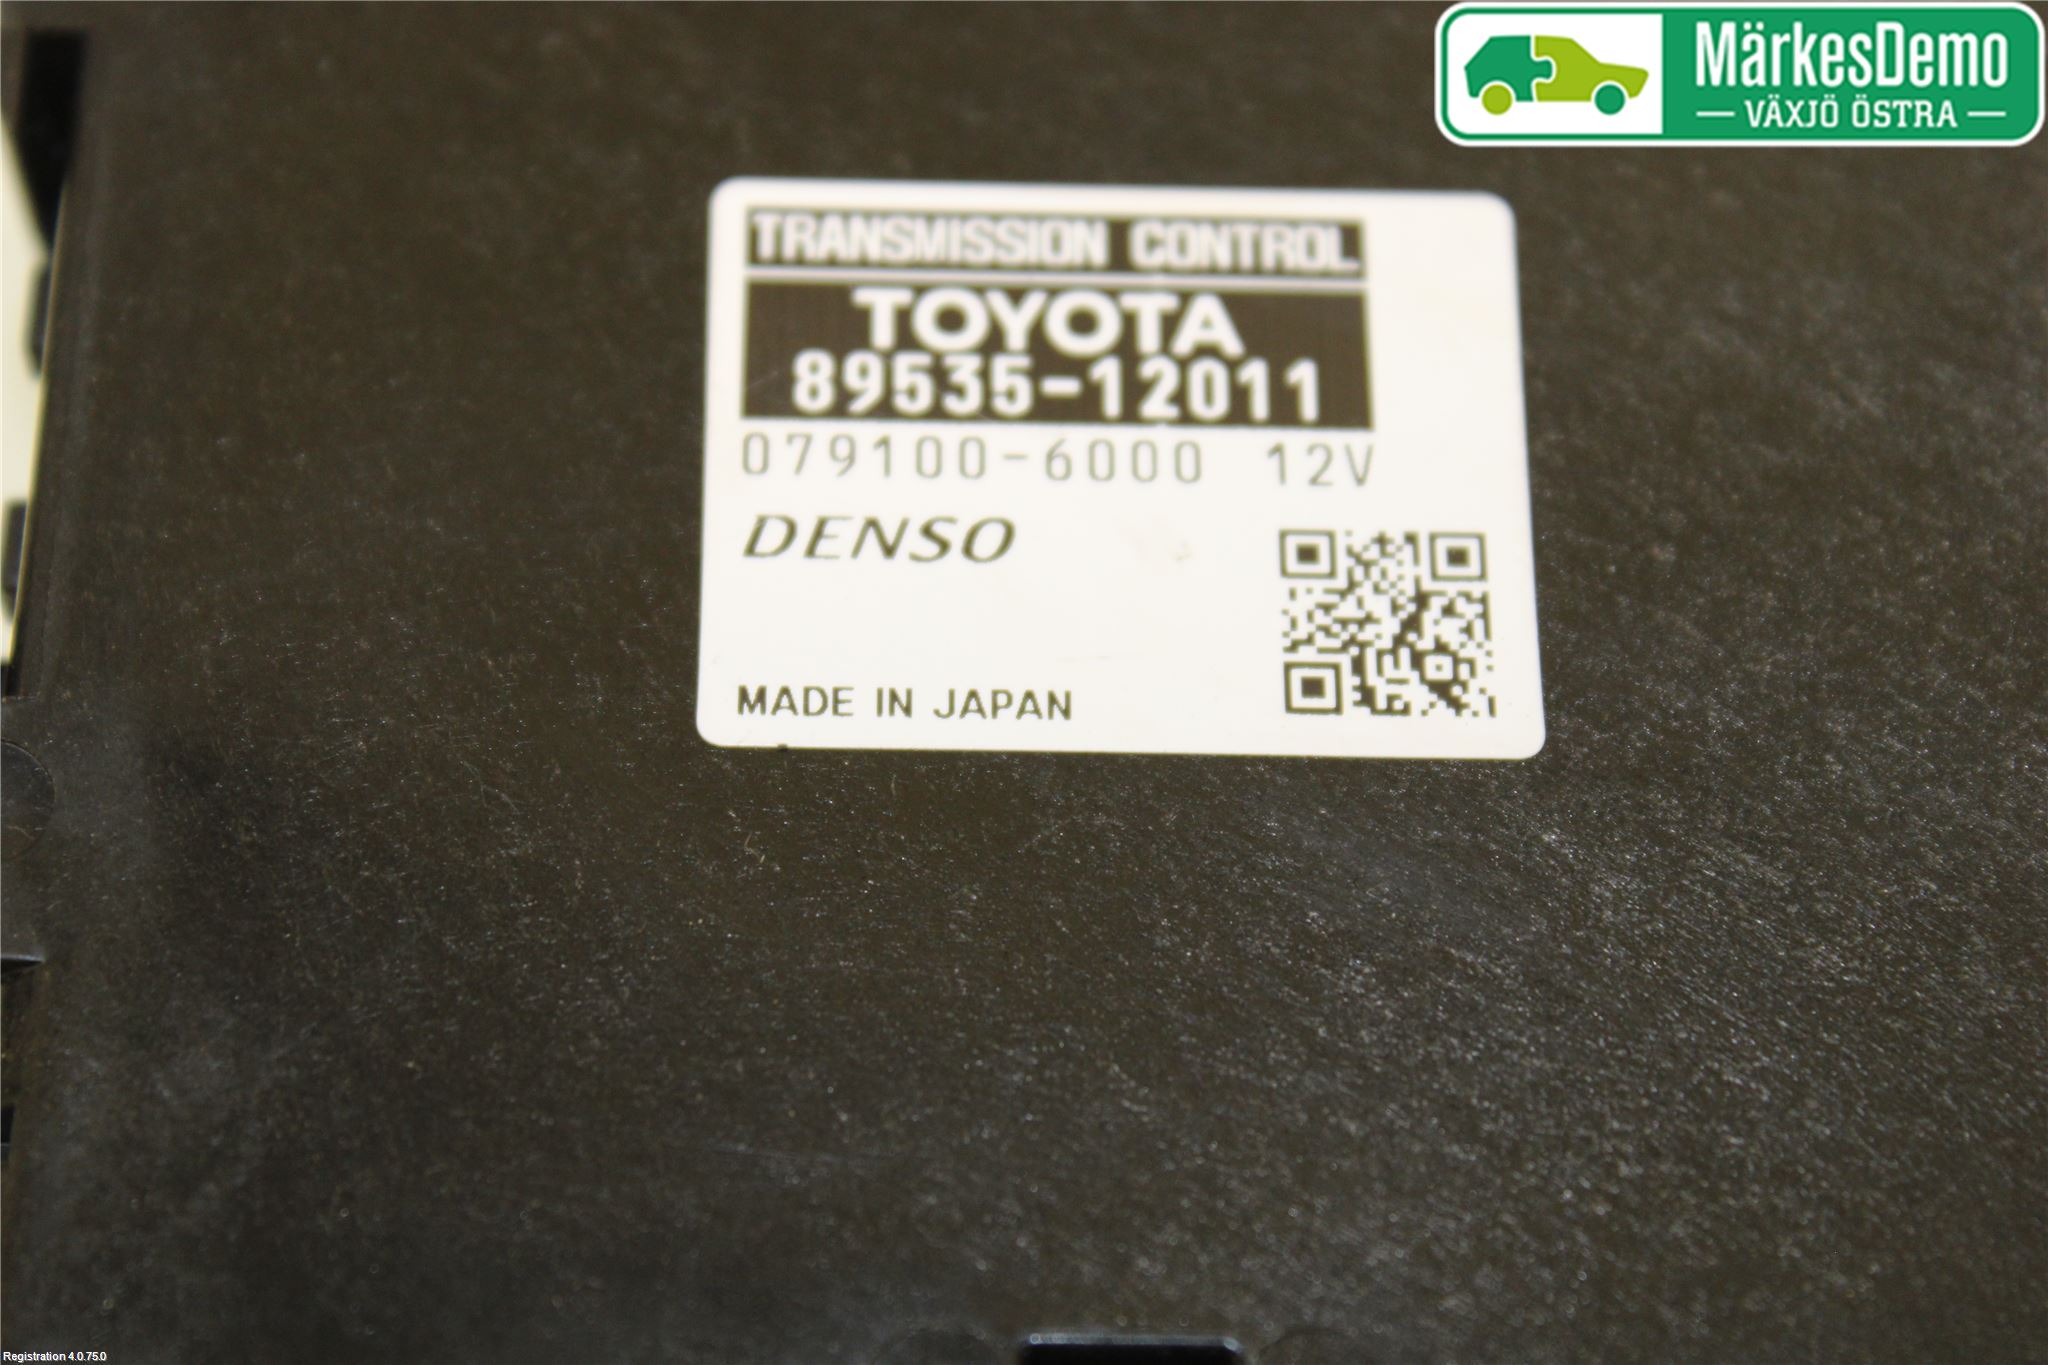 MärkesDemo
VÄXJÖ ÖSTRA
TRANSMISSION CONTROL
TOYOTA
89535-12011
079100-6000 12V
DENSO
MADE IN JAPAN
Registration 4.0.75.0